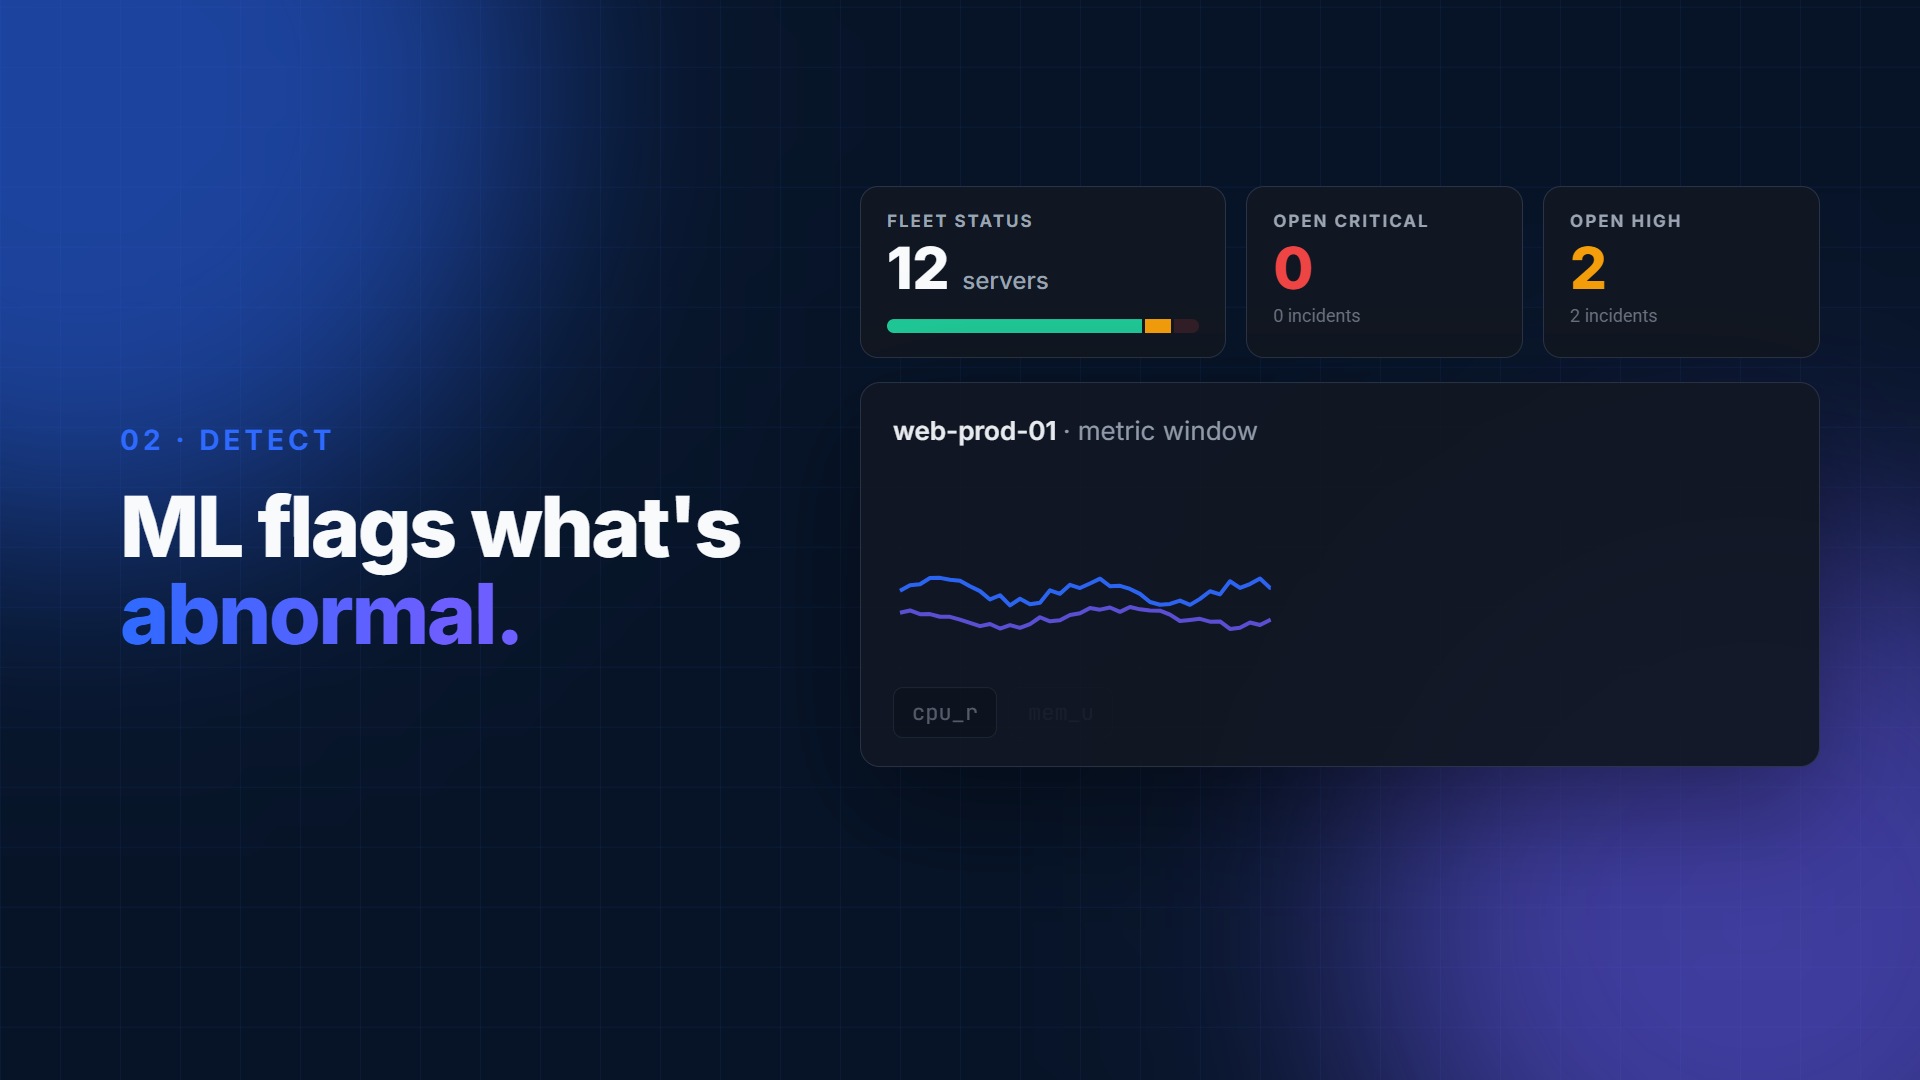 02 · DETECT
ML flags what's
abnormal.
FLEET STATUS
12 servers
OPEN CRITICAL
0
0 incidents
OPEN HIGH
2
2 incidents
web-prod-01 · metric window
cpu_r
mem_u